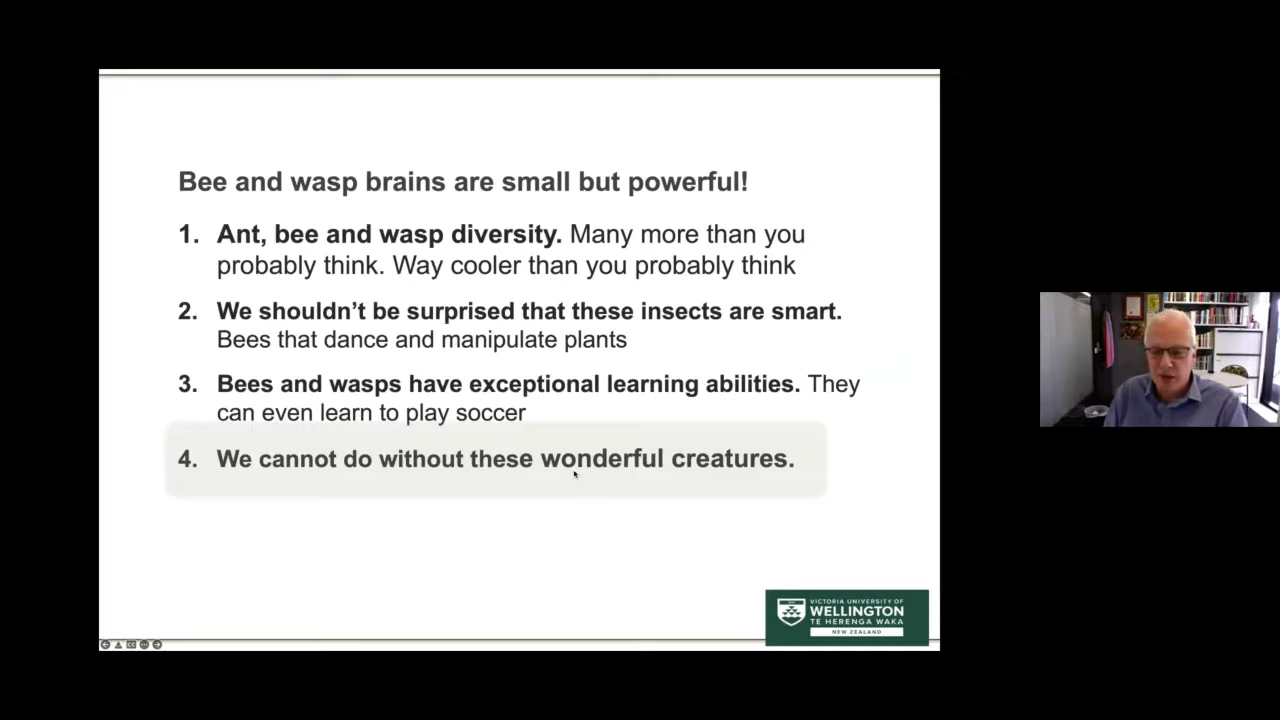 Bee and wasp brains are small but powerful!
1. Ant, bee and wasp diversity. Many more than you
probably think. Way cooler than you probably think
2. We shouldn’t be surprised that these insects are smart.
Bees that dance and manipulate plants
3. Bees and wasps have exceptional learning abilities. They
can even learn to play soccer
4. We cannot do without these wonderful creatures.
VICTORIA UNIVERSITY OF
WELLINGTON
TE HERENGA WAKA
NEW ZEALAND